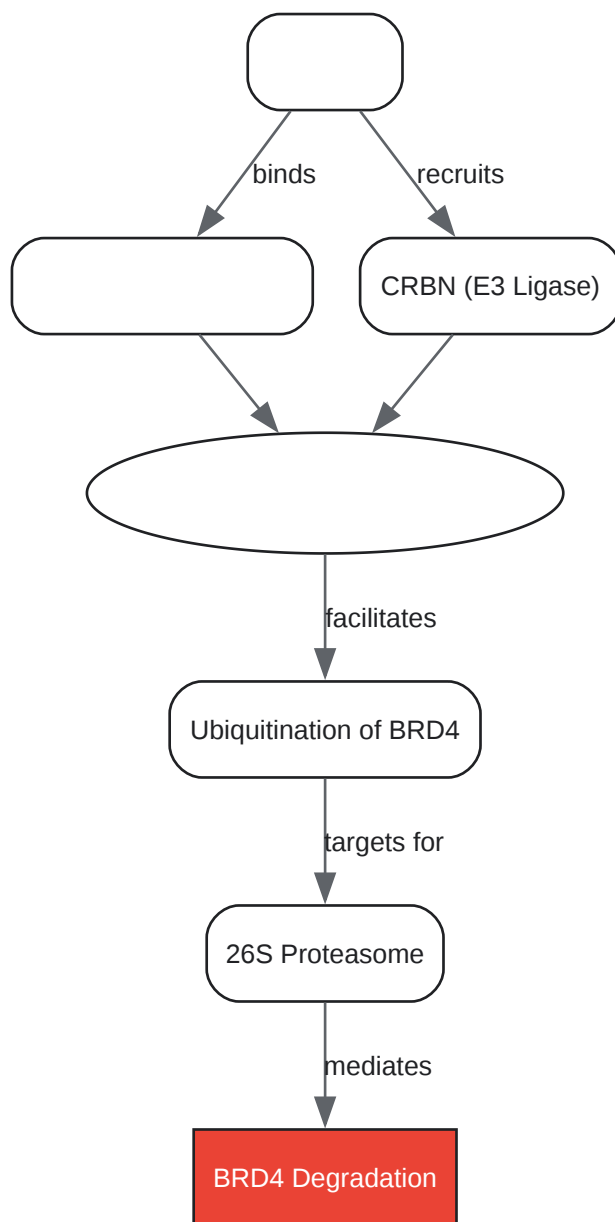 binds
recruits
CRBN (E3 Ligase)
facilitates
Ubiquitination of BRD4
targets for
26S Proteasome
mediates
BRD4 Degradation